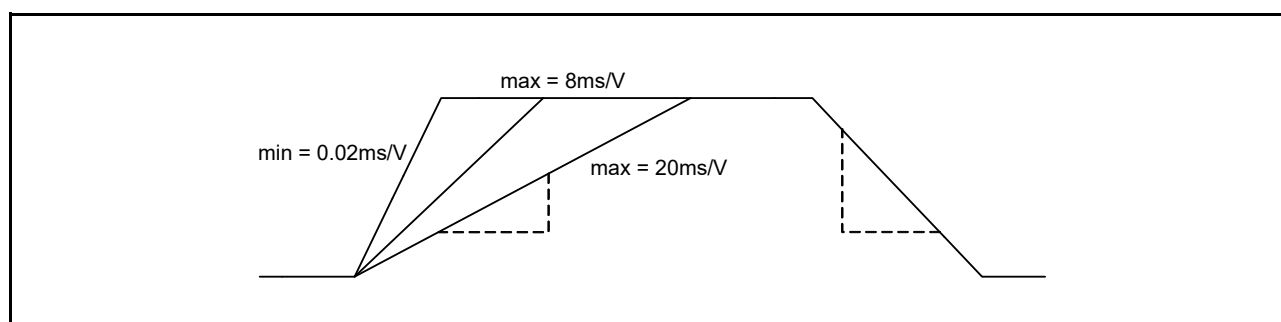 max = 8ms/V
min = 0.02ms/V
max = 20ms/V